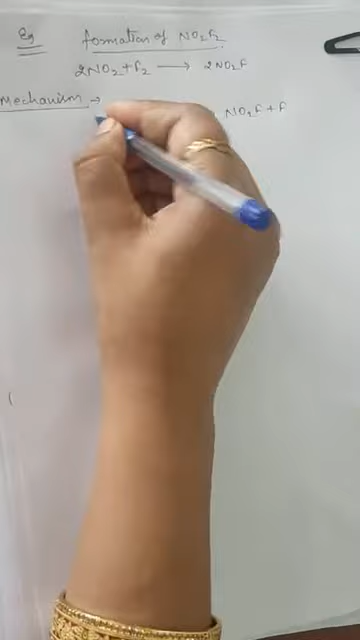 Eg formation of NO2F2
2NO2 + F2 → 2NO2F
Mechanism →
NO2F + F